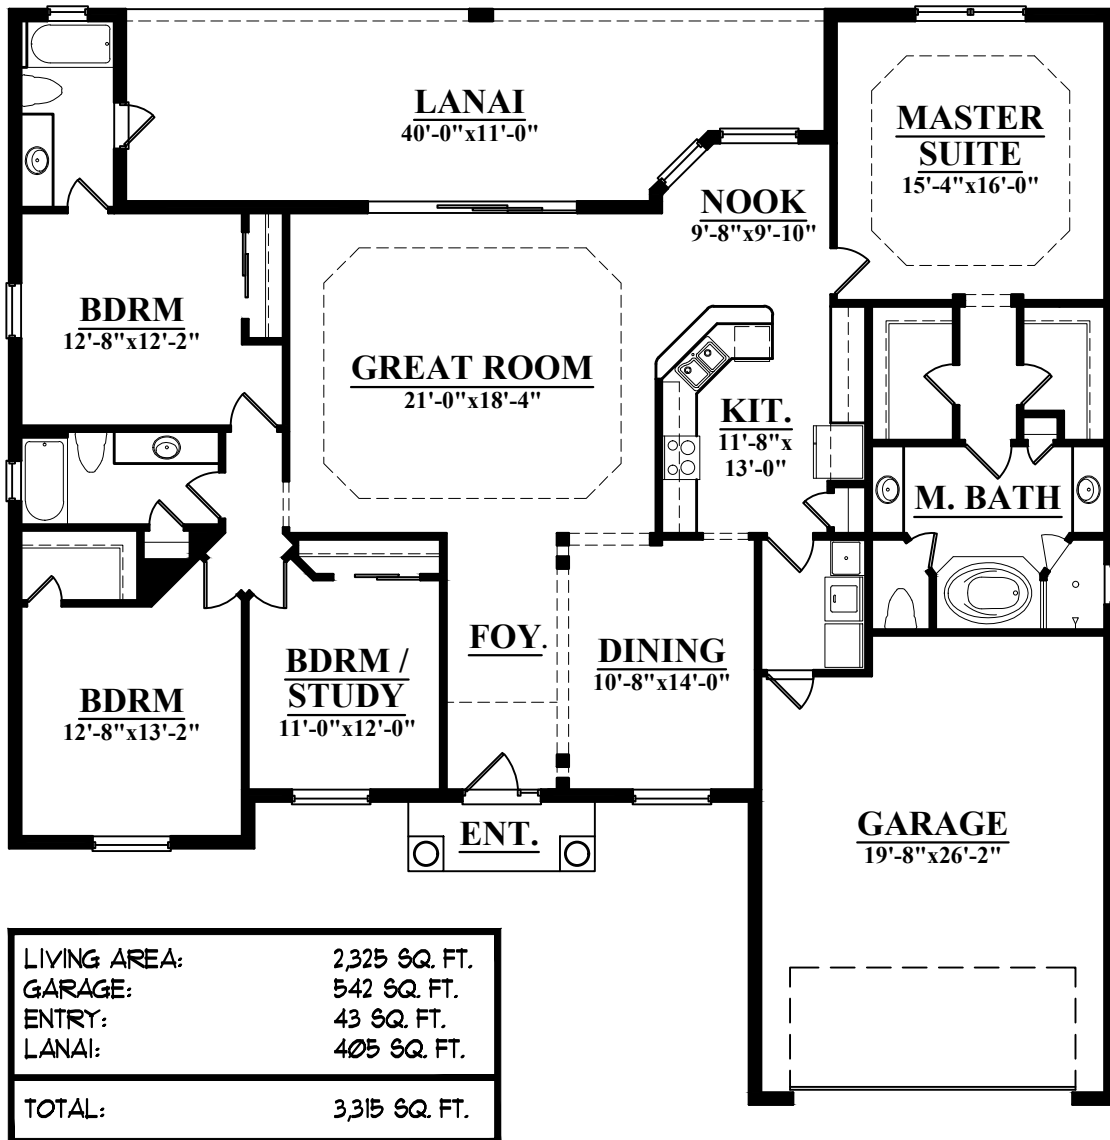 LANAI
40'-0"x11'-0"
MASTER
SUITE
15'-4"x16'-0"
NOOK
9'-8"x9'-10"
BDRM
12'-8"x12'-2"
GREAT ROOM
21'-0"x18'-4"
KIT.
11'-8"x
13'-0"
M. BATH
FOY.
DINING
10'-8"x14'-0"
BDRM /
STUDY
11'-0"x12'-0"
BDRM
12'-8"x13'-2"
ENT.
GARAGE
19'-8"x26'-2"
LIVING AREA: 2,325 SQ. FT.
GARAGE: 542 SQ. FT.
ENTRY: 43 SQ. FT.
LANAI: 405 SQ. FT.
TOTAL: 3,315 SQ. FT.